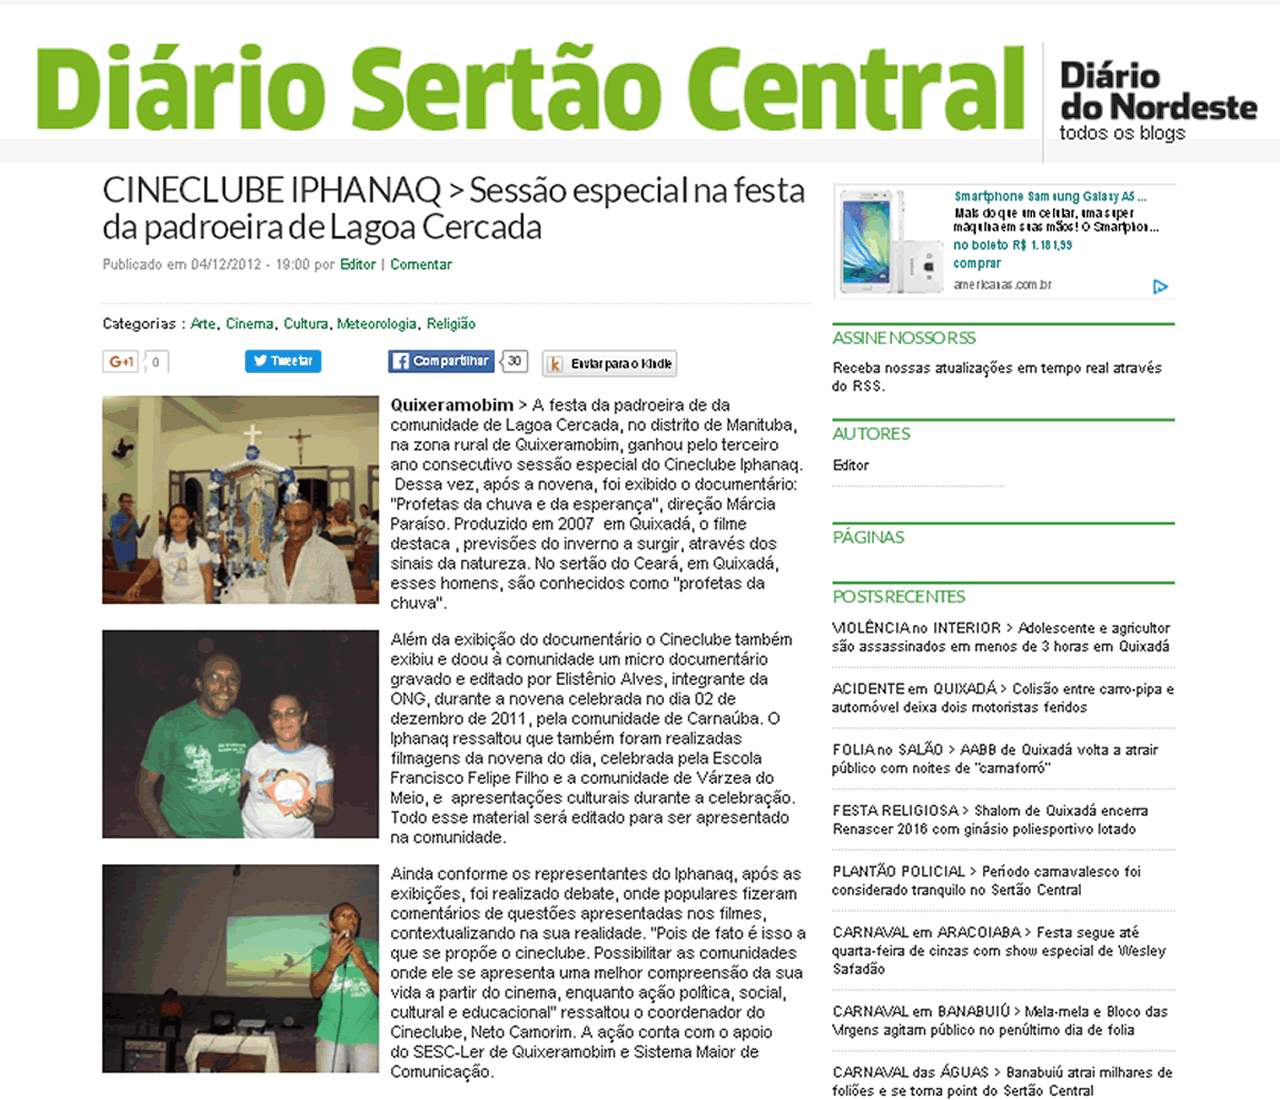 Diário Sertão Central
Diário
do Nordeste
todos os blogs
CINECLUBE IPHANAQ > Sessão especial na festa
da padroeira de Lagoa Cercada
Publicado em 04/12/2012 - 19:00 por Editor | Comentar
Categorias : Arte, Cinema, Cultura, Meteorologia, Religião
G+1 0
Tweetar
Compartilhar 30
Enviar para o Kindle
Quixeramobim > A festa da padroeira de da
comunidade de Lagoa Cercada, no distrito de Manituba,
na zona rural de Quixeramobim, ganhou pelo terceiro
ano consecutivo sessão especial do Cineclube Iphanaq.
Dessa vez, após a novena, foi exibido o documentário:
"Profetas da chuva e da esperança", direção Márcia
Paraíso. Produzido em 2007 em Quixadá, o filme
destaca , previsões do inverno a surgir, através dos
sinais da natureza. No sertão do Ceará, em Quixadá,
esses homens, são conhecidos como "profetas da
chuva".
Além da exibição do documentário o Cineclube também
exibiu e doou à comunidade um micro documentário
gravado e editado por Elistênio Alves, integrante da
ONG, durante a novena celebrada no dia 02 de
dezembro de 2011, pela comunidade de Carnaúba. O
Iphanaq ressaltou que também foram realizadas
filmagens da novena do dia, celebrada pela Escola
Francisco Felipe Filho e a comunidade de Várzea do
Meio, e apresentações culturais durante a celebração.
Todo esse material será editado para ser apresentado
na comunidade.
Ainda conforme os representantes do Iphanaq, após as
exibições, foi realizado debate, onde populares fizeram
comentários de questões apresentadas nos filmes,
contextualizando na sua realidade. "Pois de fato é isso a
que se propõe o cineclube. Possibilitar as comunidades
onde ele se apresenta uma melhor compreensão da sua
vida a partir do cinema, enquanto ação política, social,
cultural e educacional" ressaltou o coordenador do
Cineclube, Neto Camorim. A ação conta com o apoio
do SESC-Ler de Quixeramobim e Sistema Maior de
Comunicação.
Smartphone Samsung Galaxy A5 ...
Mais do que um celular, uma super
máquina em suas mãos! O Smartphon...
no boleto R$ 1.181,99
comprar
americanas.com.br
ASSINE NOSSO RSS
Receba nossas atualizações em tempo real através
do RSS.
AUTORES
Editor
PÁGINAS
POSTS RECENTES
VIOLÊNCIA no INTERIOR > Adolescente e agricultor
são assassinados em menos de 3 horas em Quixadá
ACIDENTE em QUIXADÁ > Colisão entre carro-pipa e
automóvel deixa dois motoristas feridos
FOLIA no SALÃO > AABB de Quixadá volta a atrair
público com noites de "carnaforró"
FESTA RELIGIOSA > Shalom de Quixadá encerra
Renascer 2016 com ginásio poliesportivo lotado
PLANTÃO POLICIAL > Período carnavalesco foi
considerado tranquilo no Sertão Central
CARNAVAL em ARACOIABA > Festa segue até
quarta-feira de cinzas com show especial de Wesley
Safadão
CARNAVAL em BANABUIÚ > Mela-mela e Bloco das
Virgens agitam público no penúltimo dia de folia
CARNAVAL das ÁGUAS > Banabuiú atrai milhares de
foliões e se torna point do Sertão Central